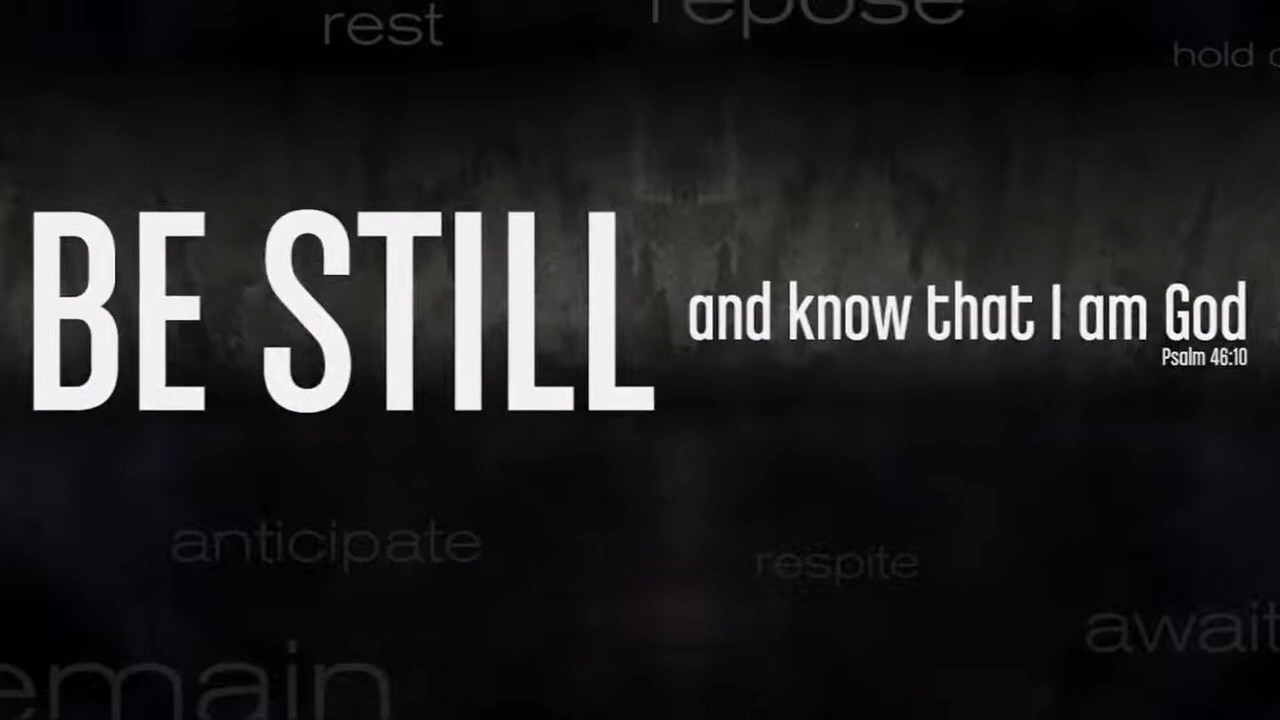 rest
repose
hold o
BE STILL and know that I am God
Psalm 46:10
anticipate
respite
await
emain